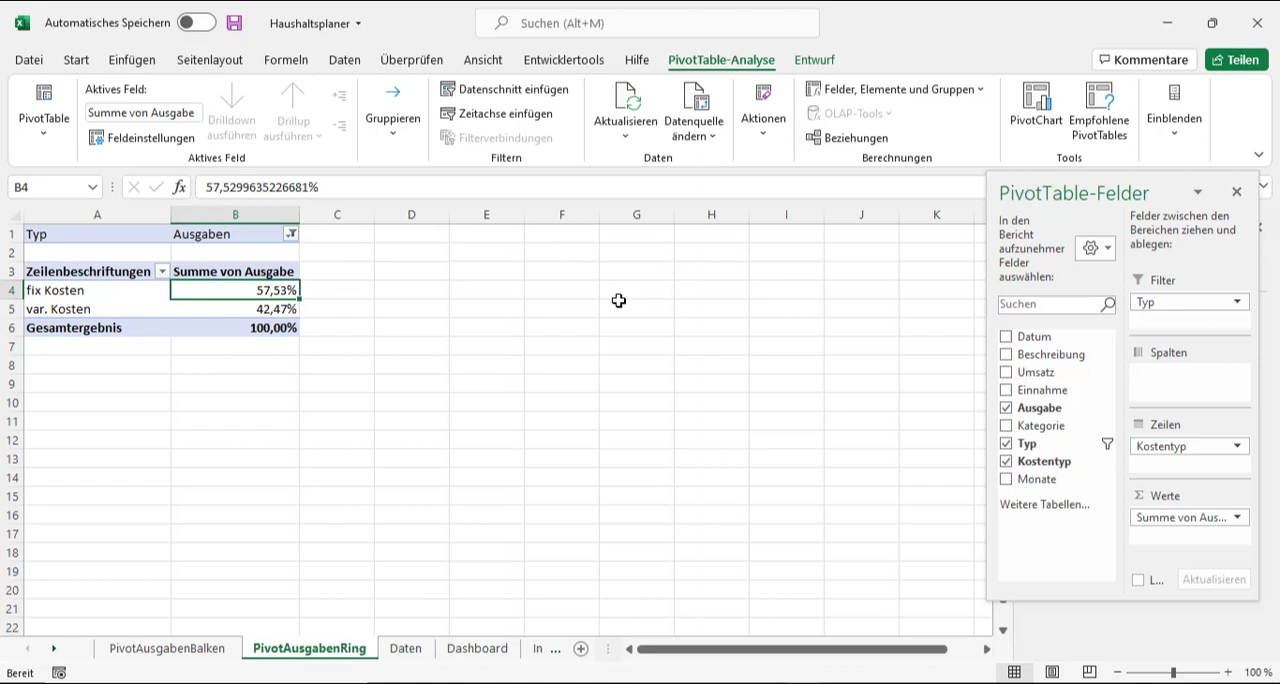 Automatisches Speichern
Haushaltsplaner
Suchen (Alt+M)
Datei Start Einfügen Seitenlayout Formeln Daten Überprüfen Ansicht Entwicklertools Hilfe PivotTable-Analyse Entwurf Kommentare Teilen
PivotTable
Aktives Feld:
Summe von Ausgabe
Feldeinstellungen
Drilldown
ausführen
Drillup
ausführen
Aktives Feld
Gruppieren
Datenschnitt einfügen
Zeitachse einfügen
Filterverbindungen
Filtern
Aktualisieren
Datenquelle
ändern
Daten
Aktionen
Felder, Elemente und Gruppen
OLAP-Tools
Beziehungen
Berechnungen
PivotChart
Empfohlene
PivotTables
Tools
Einblenden
B4
fx
57,5299635226681%
A B C D E F G H I J K
1 Typ Ausgaben
2
3 Zeilenbeschriftungen Summe von Ausgabe
4 fix Kosten 57,53%
5 var. Kosten 42,47%
6 Gesamtergebnis 100,00%
7
8
9
10
11
12
13
14
15
16
17
18
19
20
21
22
PivotTable-Felder
In den
Bericht
aufzunehmer
Felder
auswählen:
Suchen
Datum
Beschreibung
Umsatz
Einnahme
Ausgabe
Kategorie
Typ
Kostentyp
Monate
Weitere Tabellen...
Felder zwischen den
Bereichen ziehen und
ablegen:
Filter
Typ
Spalten
Zeilen
Kostentyp
Σ Werte
Summe von Aus...
L...
Aktualisieren
PivotAusgabenBalken PivotAusgabenRing Daten Dashboard In ...
Bereit
100 %